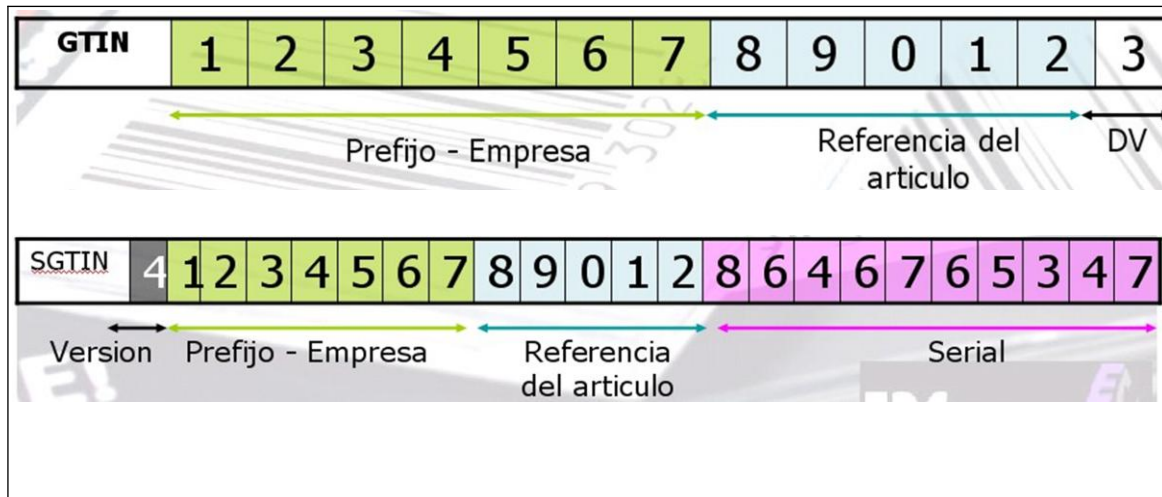 GTIN 1 2 3 4 5 6 7 8 9 0 1 2 3
Prefijo - Empresa Referencia del articulo DV
SGTIN 4 1 2 3 4 5 6 7 8 9 0 1 2 8 6 4 6 7 6 5 3 4 7
Version Prefijo - Empresa Referencia del articulo Serial